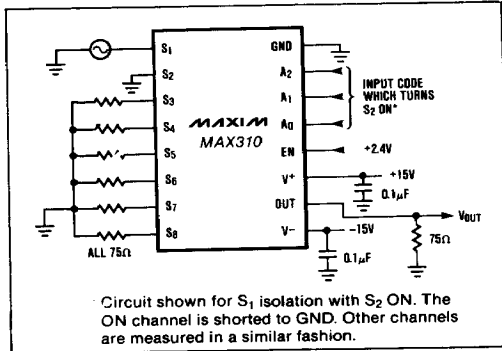 S1
S2
S3
S4
S5
S6
S7
S8
ALL 75Ω
MAXIM
MAX310
GND
A2
A1
A0
EN
V+
OUT
V−
INPUT CODE
WHICH TURNS
S2 ON*
+2.4V
+15V
0.1µF
VOUT
−15V
75Ω
0.1µF
Circuit shown for S1 isolation with S2 ON. The
ON channel is shorted to GND. Other channels
are measured in a similar fashion.